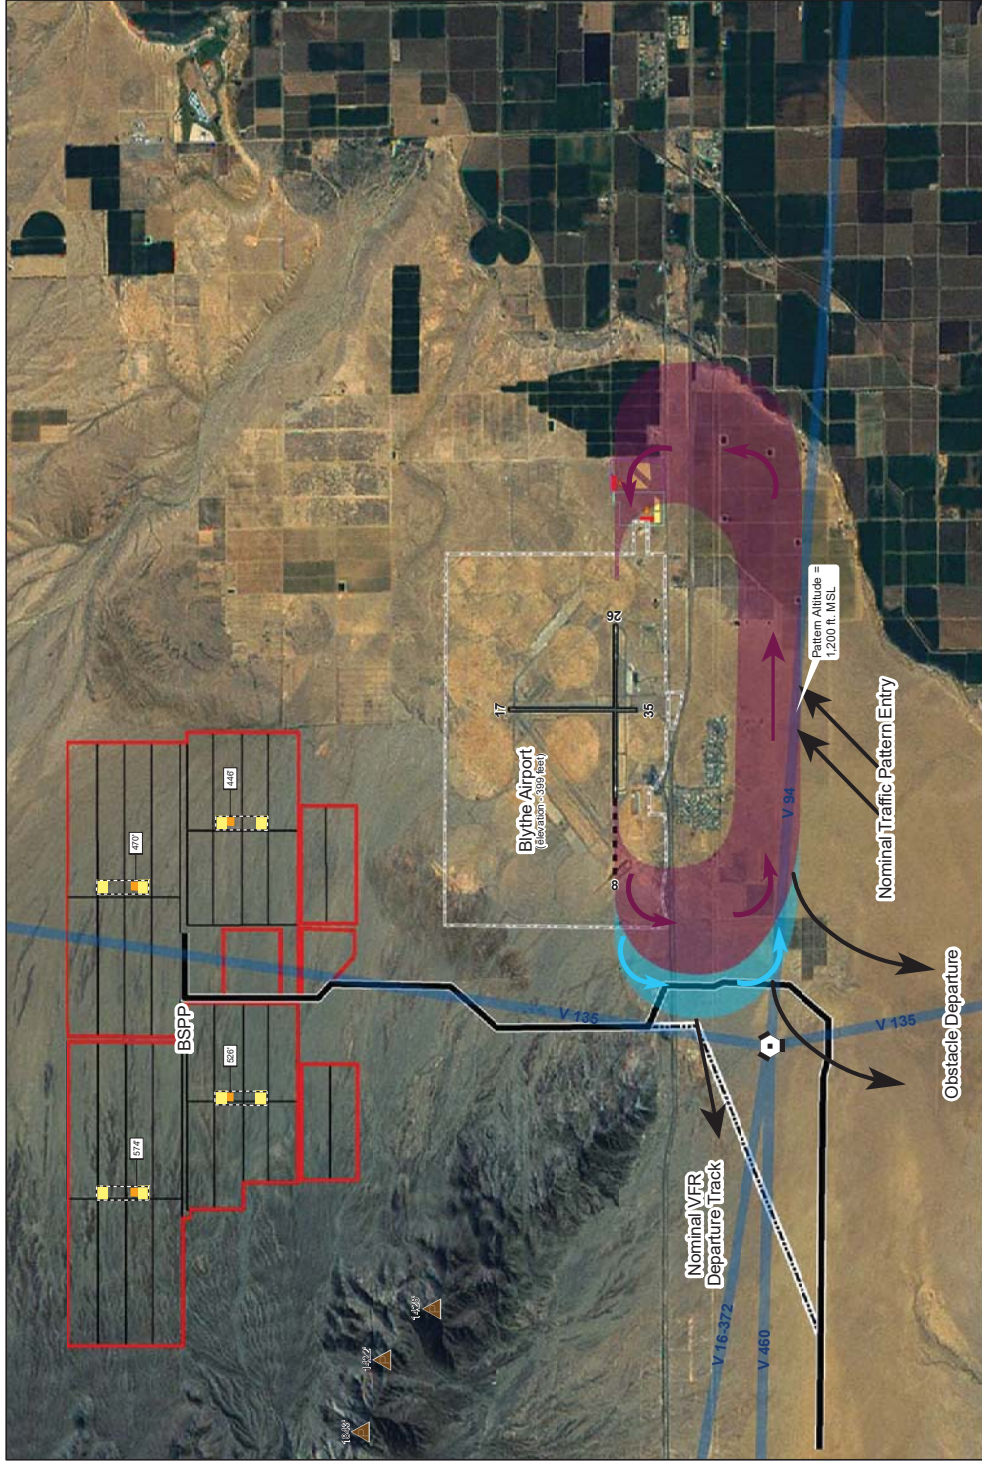 470'
446'
574'
526'
BSPP
17
35
26
8
Blythe Airport
(elevation - 399 feet)
V 135
V 135
V 94
V 16-372
V 460
Pattern Altitude =
1,200 ft. MSL
Nominal Traffic Pattern Entry
Obstacle Departure
Nominal VFR
Departure Track